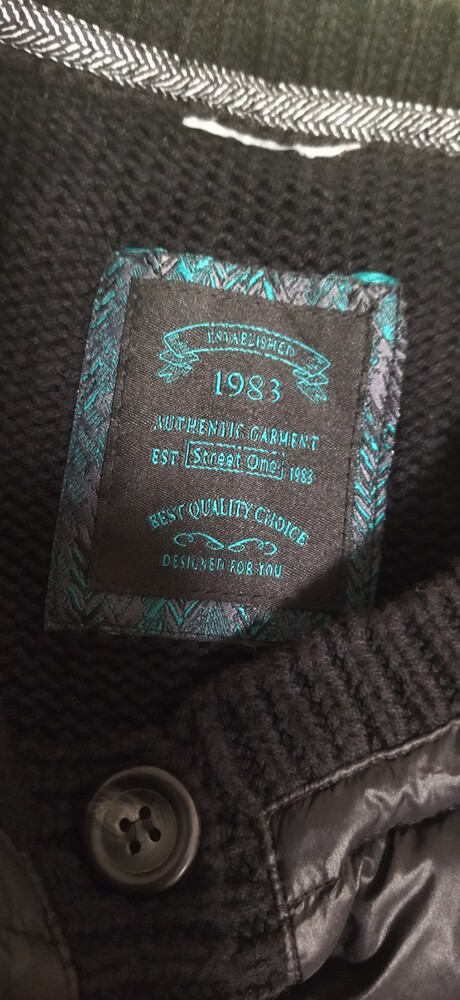 ESTABLISHED
1983
AUTHENTIC GARMENT
EST. Street One 1983
BEST QUALITY CHOICE
DESIGNED FOR YOU